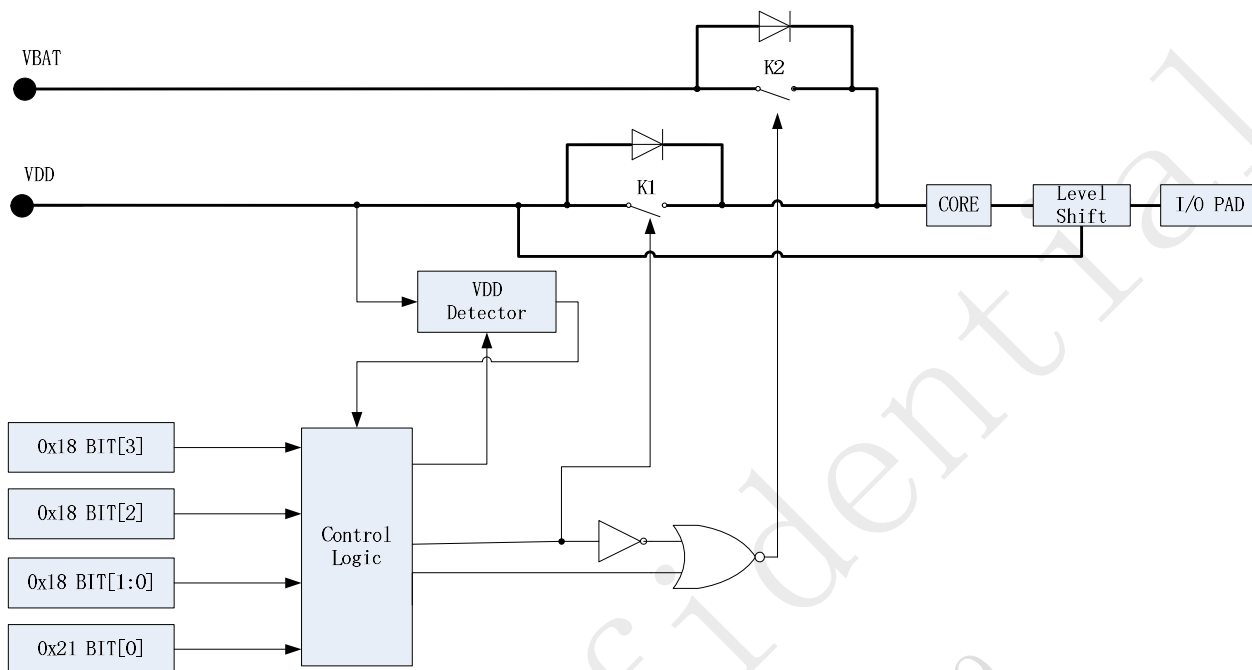 VBAT
K2
VDD
K1
CORE
Level
Shift
I/O PAD
VDD
Detector
0x18 BIT[3]
0x18 BIT[2]
0x18 BIT[1:0]
0x21 BIT[0]
Control
Logic
fidential